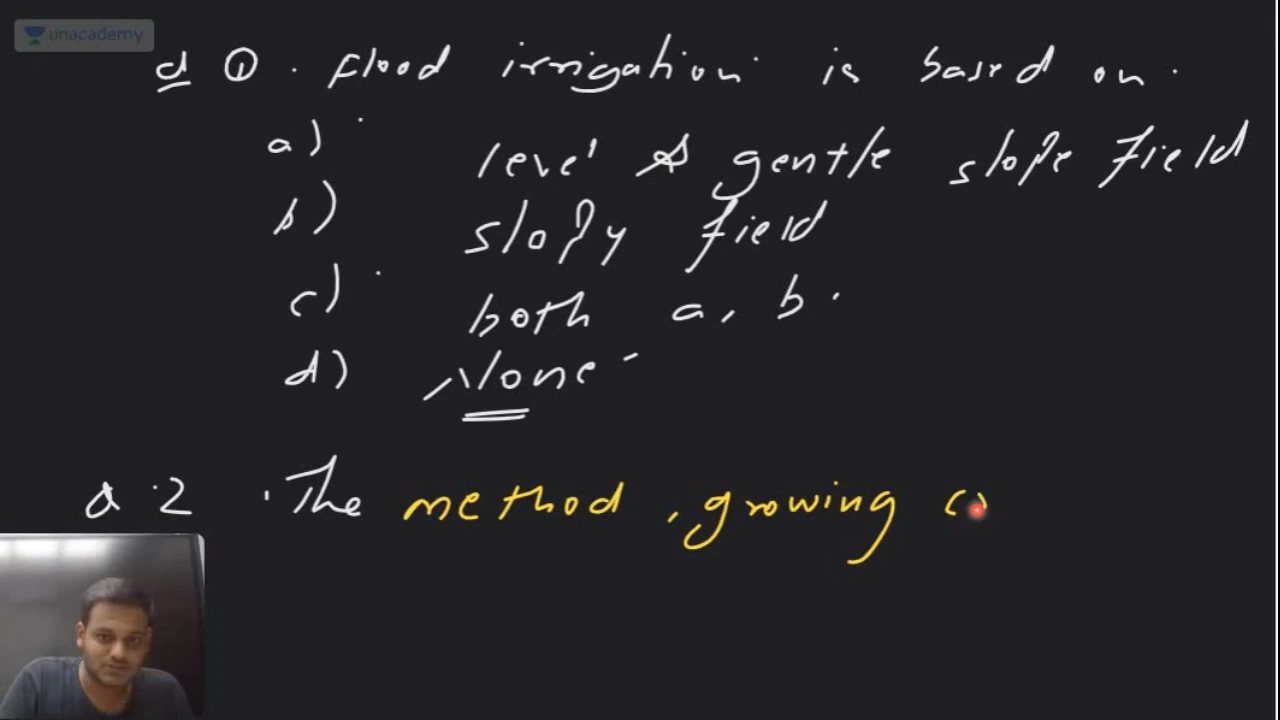 unacademy
Q ① . flood irrigation is based on .
a) level & gentle slope field
b) slopy field
c) both a, b .
d) None -
Q . 2 . The method , growing